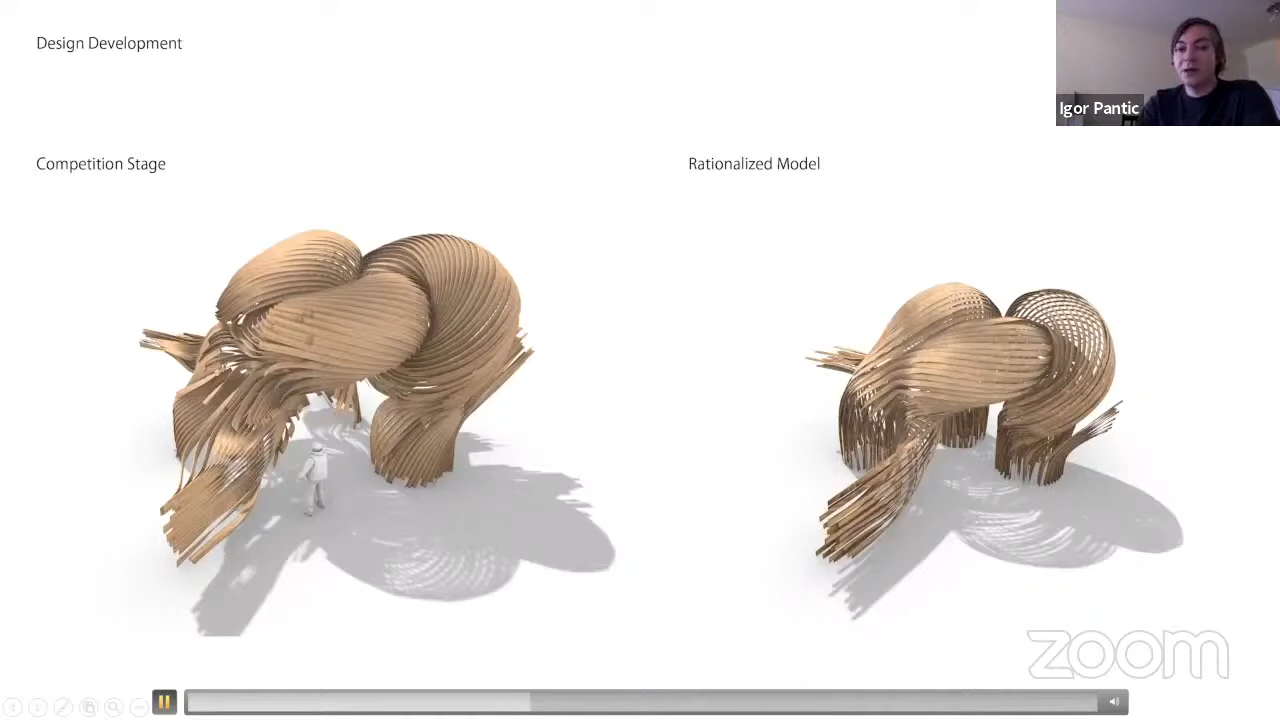 Design Development
Igor Pantic
Competition Stage
Rationalized Model
zoom